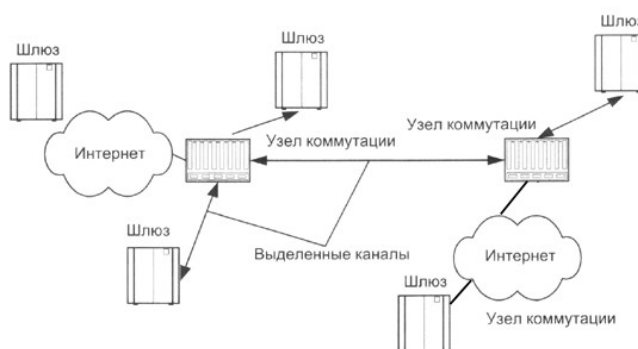 Шлюз
Шлюз
Шлюз
Узел коммутации
Интернет
Узел коммутации
Шлюз
Выделенные каналы
Интернет
Шлюз
Узел коммутации